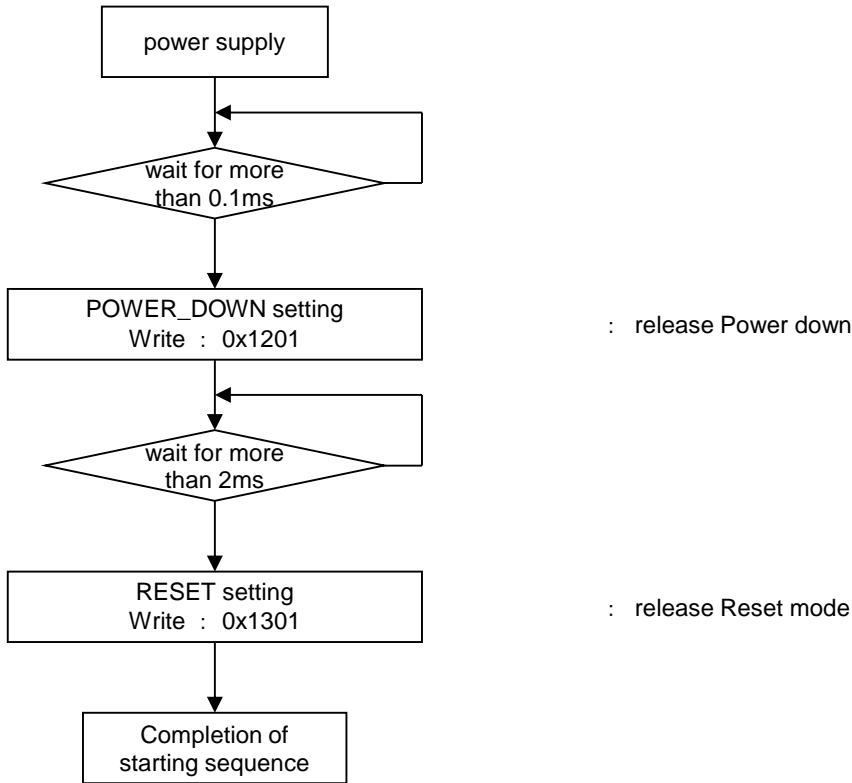 power supply
wait for more
than 0.1ms
POWER_DOWN setting
Write : 0x1201
: release Power down
wait for more
than 2ms
RESET setting
Write : 0x1301
: release Reset mode
Completion of
starting sequence